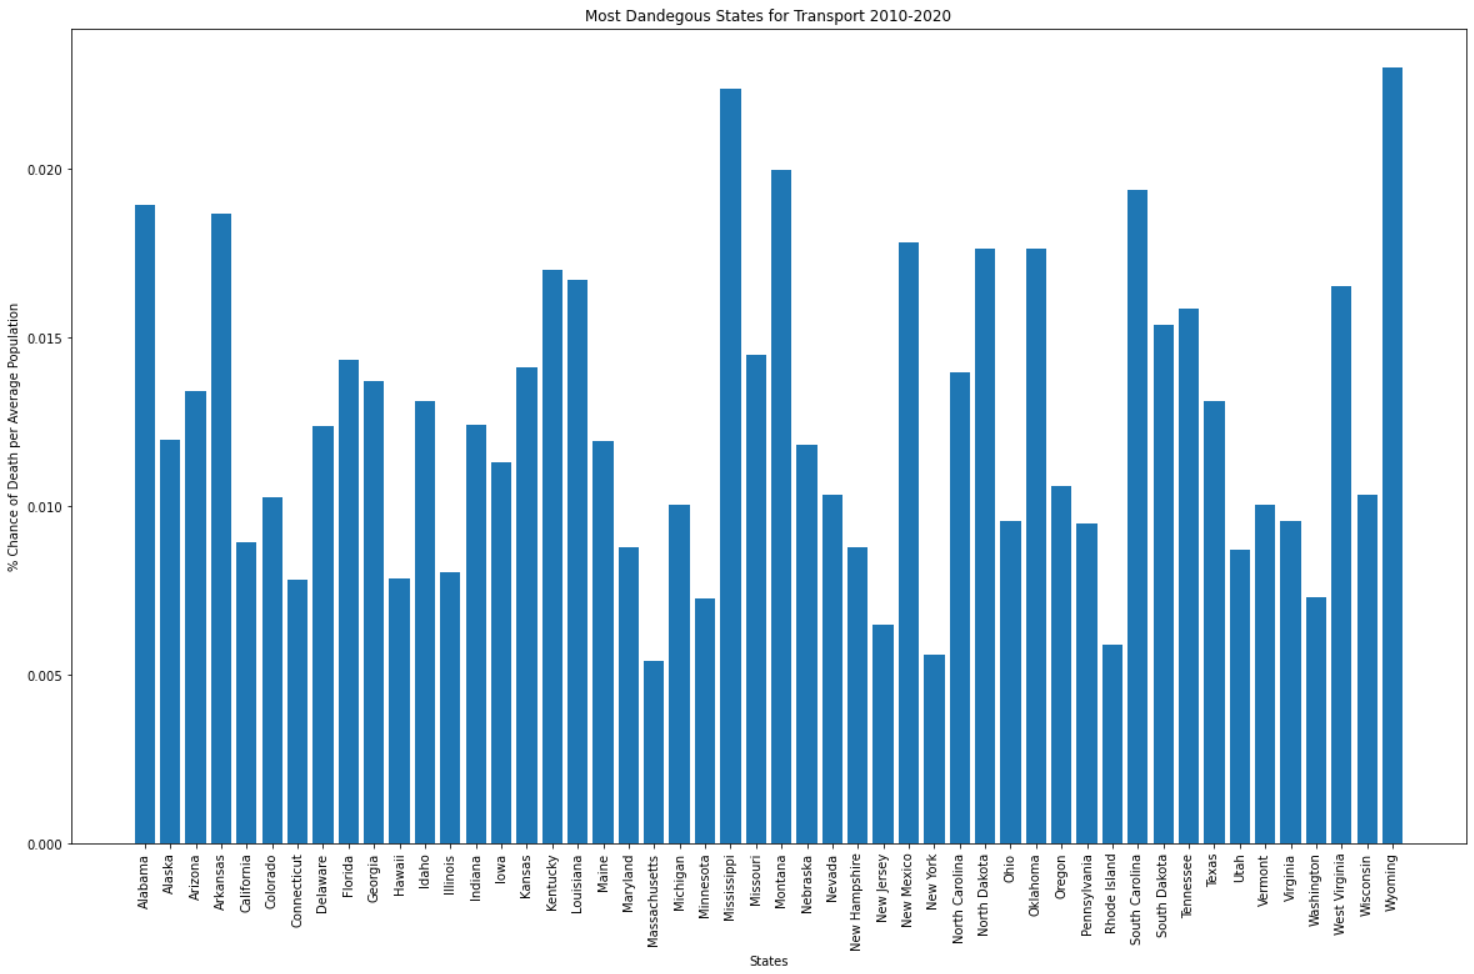 Most Dandegous States for Transport 2010-2020
% Chance of Death per Average Population
0.020
0.015
0.010
0.005
0.000
Alabama
Alaska
Arizona
Arkansas
California
Colorado
Connecticut
Delaware
Florida
Georgia
Hawaii
Idaho
Illinois
Indiana
Iowa
Kansas
Kentucky
Louisiana
Maine
Maryland
Massachusetts
Michigan
Minnesota
Mississippi
Missouri
Montana
Nebraska
Nevada
New Hampshire
New Jersey
New Mexico
New York
North Carolina
North Dakota
Ohio
Oklahoma
Oregon
Pennsylvania
Rhode Island
South Carolina
South Dakota
Tennessee
Texas
Utah
Vermont
Virginia
Washington
West Virginia
Wisconsin
Wyoming
States